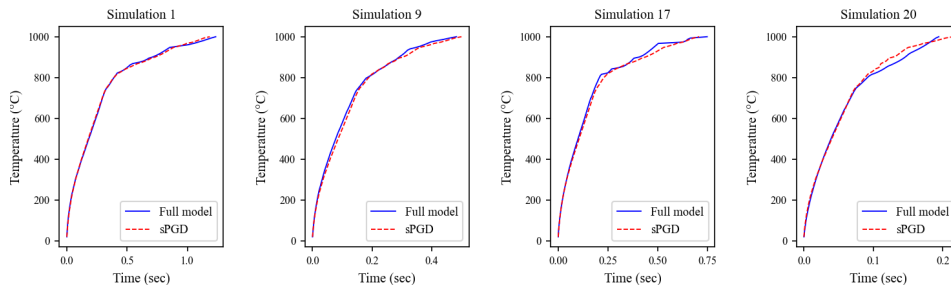 Simulation 1
Temperature (°C)
1000
800
600
400
200
0
Full model
sPGD
0.0
0.5
1.0
Time (sec)
Simulation 9
Temperature (°C)
1000
800
600
400
200
0
Full model
sPGD
0.0
0.2
0.4
Time (sec)
Simulation 17
Temperature (°C)
1000
800
600
400
200
0
Full model
sPGD
0.00
0.25
0.50
0.75
Time (sec)
Simulation 20
Temperature (°C)
1000
800
600
400
200
0
Full model
sPGD
0.0
0.1
0.2
Time (sec)